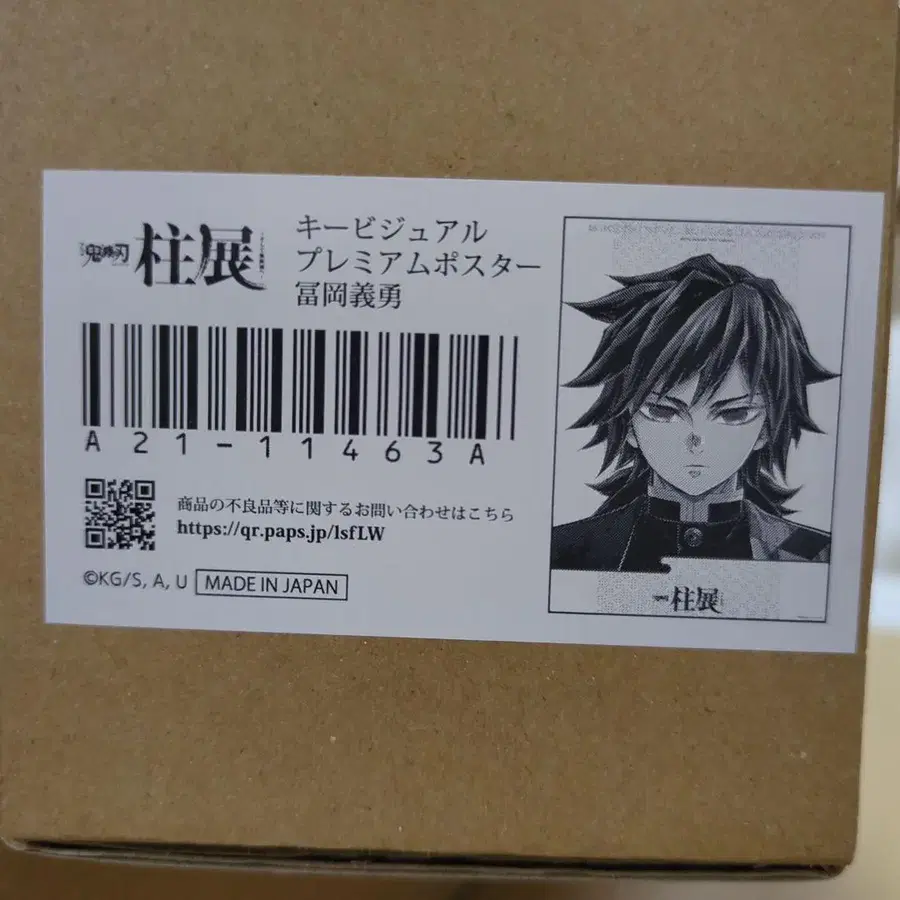 鬼滅の刃 柱展
キービジュアル
プレミアムポスター
冨岡義勇
A21-11463A
商品の不良品等に関するお問い合わせはこちら
https://qr.paps.jp/lsfLW
©KG/S, A, U MADE IN JAPAN
柱展